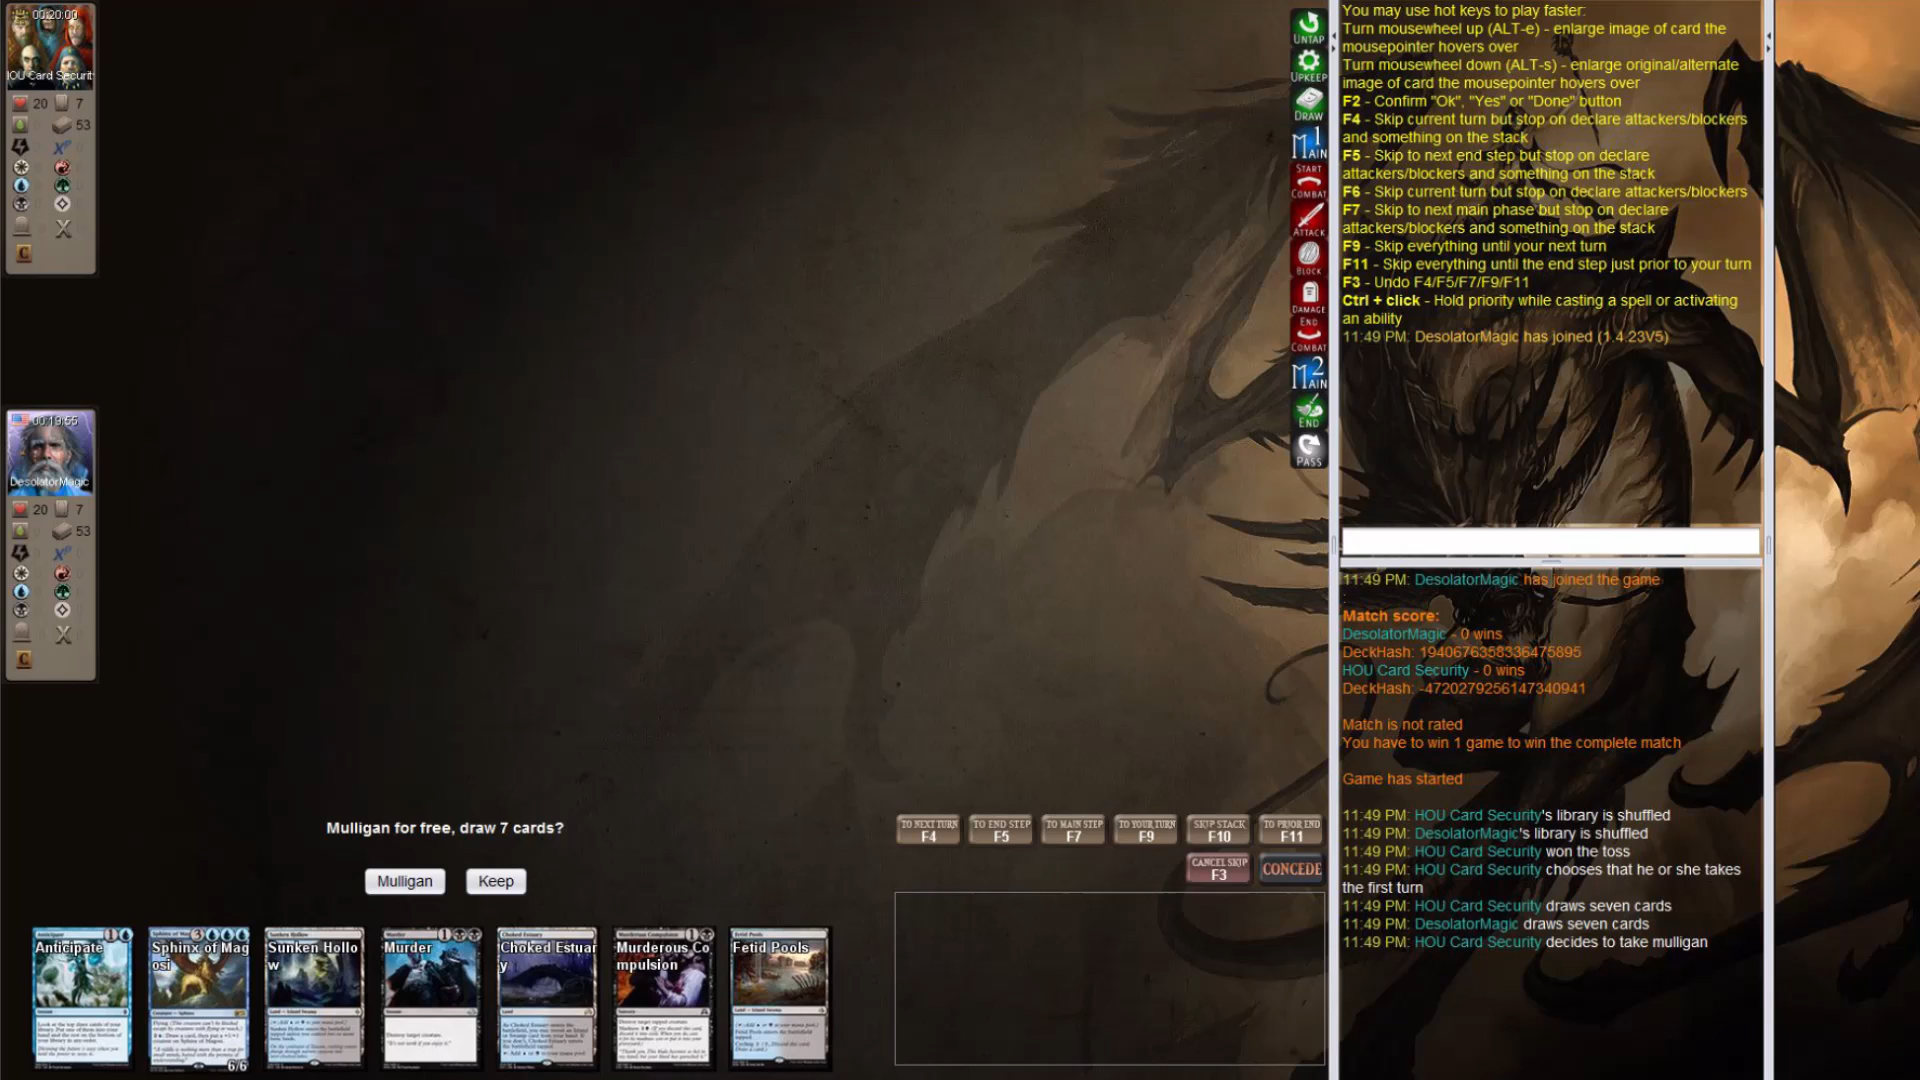 00:20:00
IOU Card Securit
20 7
53
C
00:19:55
DesolatorMagic
20 7
53
C
UNTAP
UPKEEP
DRAW
1
MAIN
START
COMBAT
ATTACK
BLOCK
DAMAGE
END
COMBAT
2
MAIN
END
PASS
Mulligan for free, draw 7 cards?
Mulligan
Keep
TO NEXT TURN
F4
TO END STEP
F5
TO MAIN STEP
F7
TO YOUR TURN
F9
SKIP STACK
F10
TO PRIOR END
F11
CANCEL SKIP
F3
CONCEDE
Anticipate
Sphinx of Mag
osi
6/6
Sunken Hollo
w
Murder
Choked Estuar
y
Murderous Co
mpulsion
Fetid Pools
You may use hot keys to play faster:
Turn mousewheel up (ALT-e) - enlarge image of card the
mousepointer hovers over
Turn mousewheel down (ALT-s) - enlarge original/alternate
image of card the mousepointer hovers over
F2 - Confirm "Ok", "Yes" or "Done" button
F4 - Skip current turn but stop on declare attackers/blockers
and something on the stack
F5 - Skip to next end step but stop on declare
attackers/blockers and something on the stack
F6 - Skip current turn but stop on declare attackers/blockers
F7 - Skip to next main phase but stop on declare
attackers/blockers and something on the stack
F9 - Skip everything until your next turn
F11 - Skip everything until the end step just prior to your turn
F3 - Undo F4/F5/F7/F9/F11
Ctrl + click - Hold priority while casting a spell or activating
an ability
11:49 PM: DesolatorMagic has joined (1.4.23V5)
11:49 PM: DesolatorMagic has joined the game
Match score:
DesolatorMagic - 0 wins
DeckHash: 1940676358336475895
HOU Card Security - 0 wins
DeckHash: -4720279256147340941
Match is not rated
You have to win 1 game to win the complete match
Game has started
11:49 PM: HOU Card Security's library is shuffled
11:49 PM: DesolatorMagic's library is shuffled
11:49 PM: HOU Card Security won the toss
11:49 PM: HOU Card Security chooses that he or she takes
the first turn
11:49 PM: HOU Card Security draws seven cards
11:49 PM: DesolatorMagic draws seven cards
11:49 PM: HOU Card Security decides to take mulligan